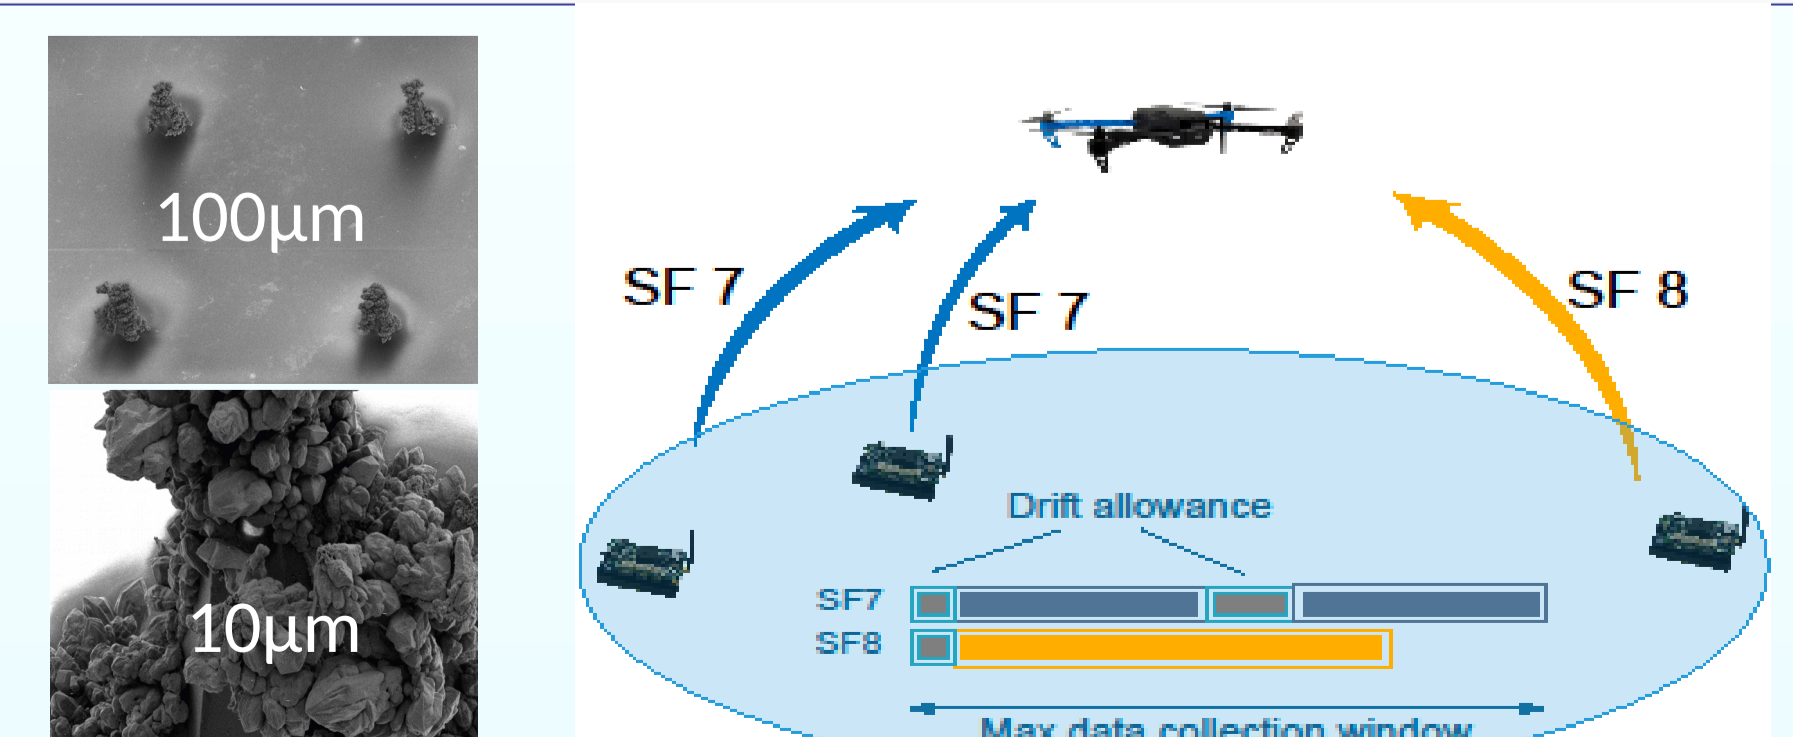 100µm
10µm
SF 7
SF 7
SF 8
Drift allowance
SF7
SF8
Max data collection window